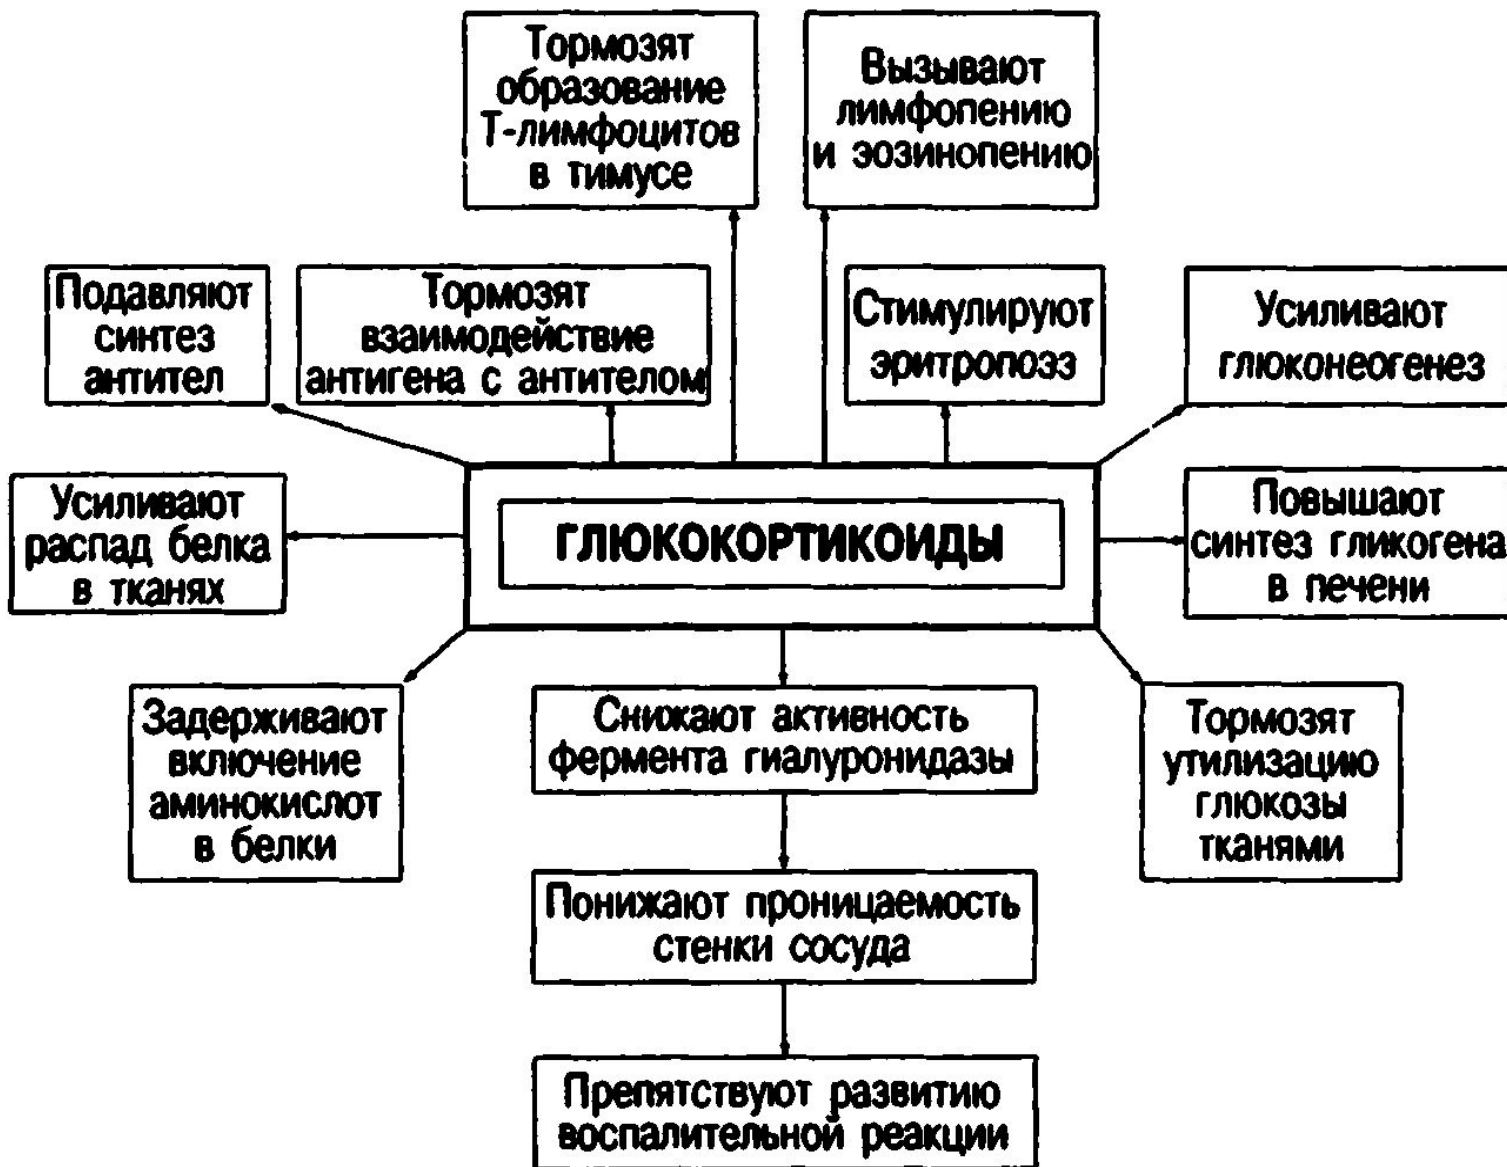 Тормозят
образование
Т-лимфоцитов
в тимусе
Вызывают
лимфопению
и эозинопению
Подавляют
синтез
антител
Тормозят
взаимодействие
антигена с антителом
Стимулируют
эритропоэз
Усиливают
глюконеогенез
Усиливают
распад белка
в тканях
ГЛЮКОКОРТИКОИДЫ
Повышают
синтез гликогена
в печени
Задерживают
включение
аминокислот
в белки
Снижают активность
фермента гиалуронидазы
Тормозят
утилизацию
глюкозы
тканями
Понижают проницаемость
стенки сосуда
Препятствуют развитию
воспалительной реакции